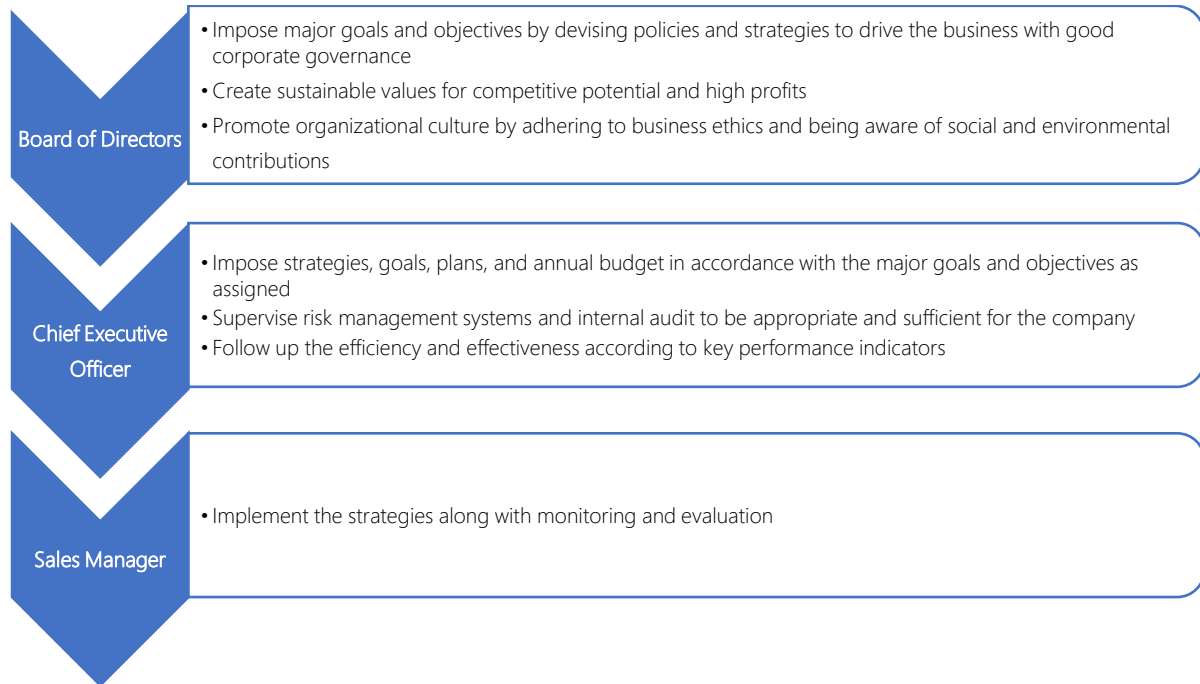 Board of Directors
• Impose major goals and objectives by devising policies and strategies to drive the business with good
corporate governance
• Create sustainable values for competitive potential and high profits
• Promote organizational culture by adhering to business ethics and being aware of social and environmental
contributions
Chief Executive
Officer
• Impose strategies, goals, plans, and annual budget in accordance with the major goals and objectives as
assigned
• Supervise risk management systems and internal audit to be appropriate and sufficient for the company
• Follow up the efficiency and effectiveness according to key performance indicators
Sales Manager
• Implement the strategies along with monitoring and evaluation